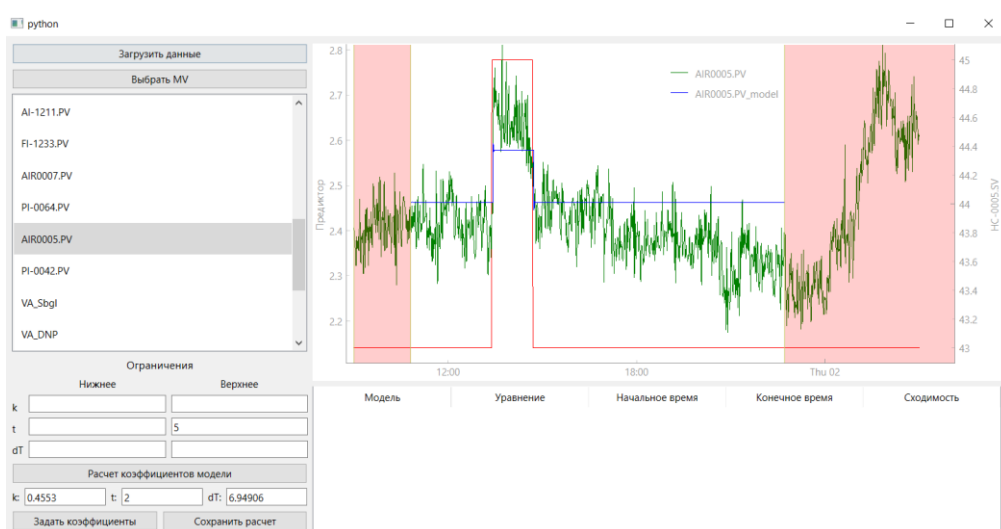 python
Загрузить данные
Выбрать MV
AI-1211.PV
FI-1233.PV
AIR0007.PV
PI-0064.PV
AIR0005.PV
PI-0042.PV
VA_Sbgl
VA_DNP
Ограничения
Нижнее Верхнее
k
t 5
dT
Расчет коэффициентов модели
k: 0.4553 t: 2 dT: 6.94906
Задать коэффициенты Сохранить расчет
Предиктор
2.8
2.7
2.6
2.5
2.4
2.3
2.2
AIR0005.PV
AIR0005.PV_model
45
44.8
44.6
44.4
44.2
44
43.8
43.6
43.4
43.2
43
HC-0005.SV
12:00 18:00 Thu 02
Модель Уравнение Начальное время Конечное время Сходимость